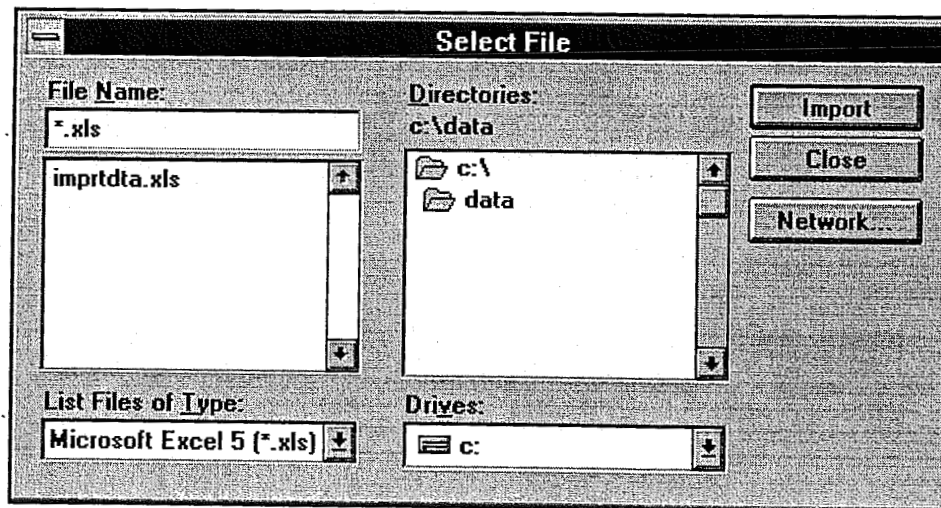 Select File
File Name:
*.xls
imprtdta.xls
List Files of Type:
Microsoft Excel 5 (*.xls)
Directories:
c:\data
c:\
data
Drives:
c:
Import
Close
Network...